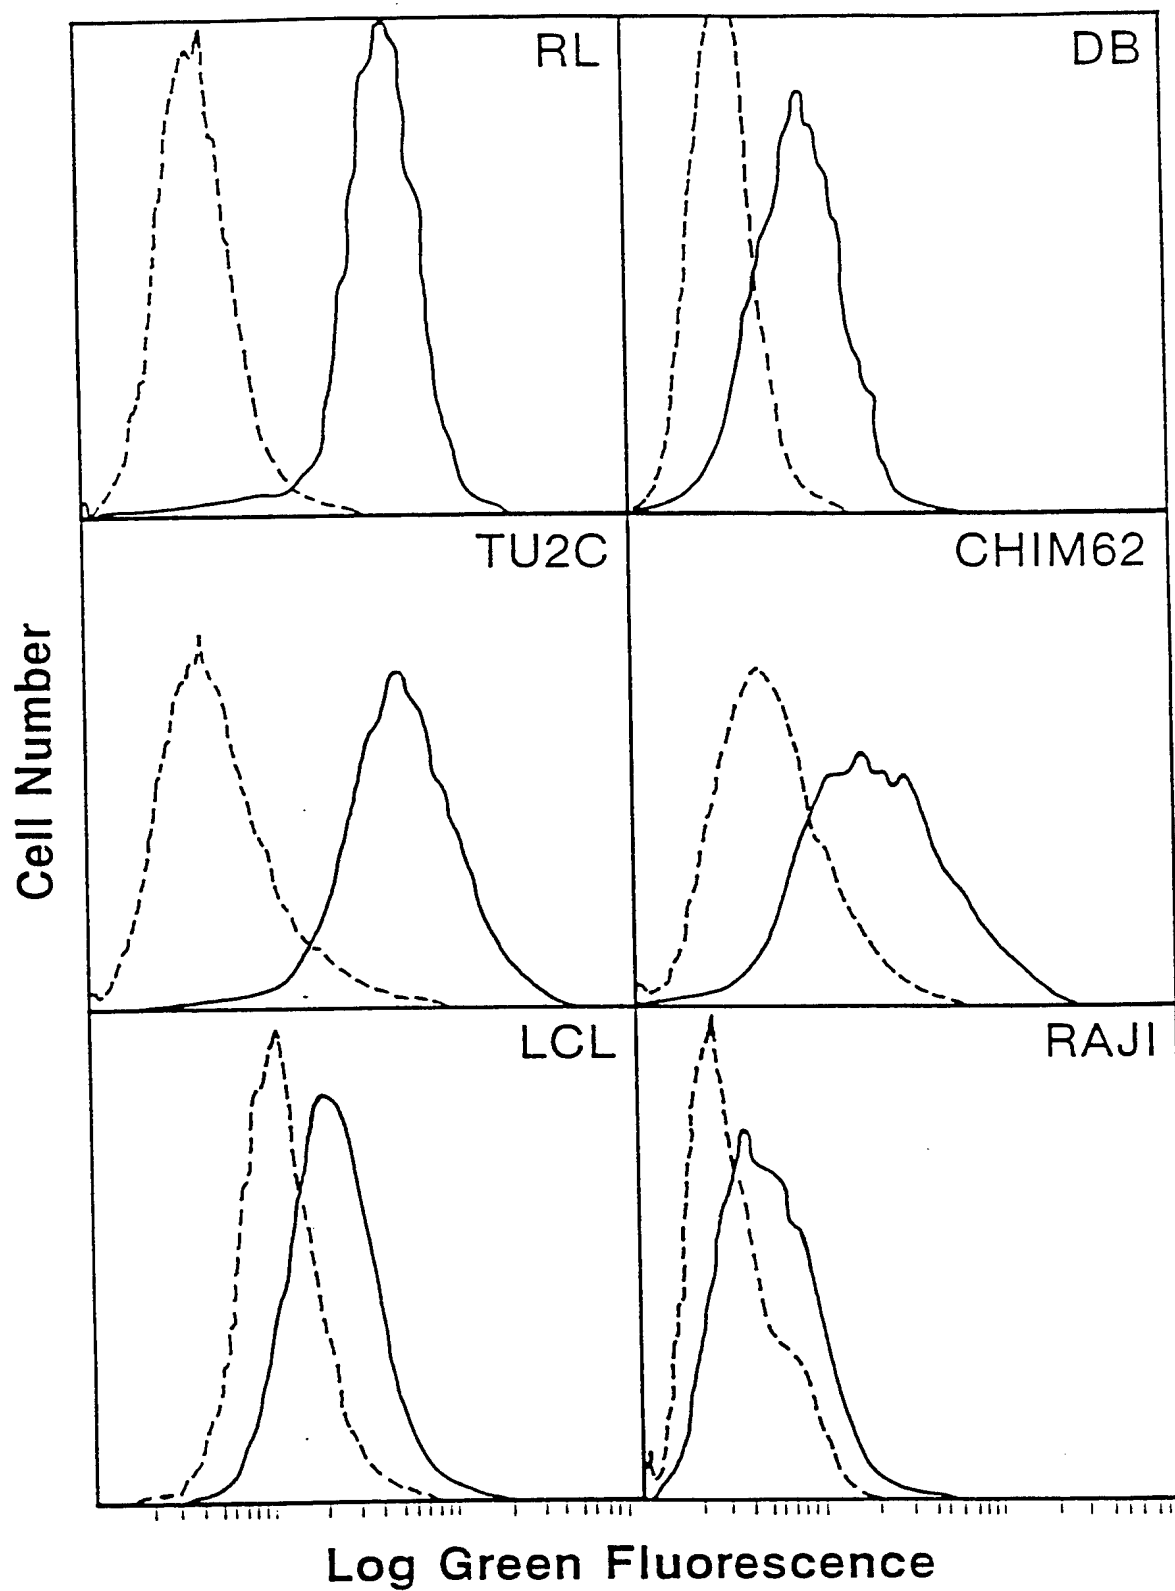 RL
DB
TU2C
CHIM62
LCL
RAJI
Cell Number
Log Green Fluorescence